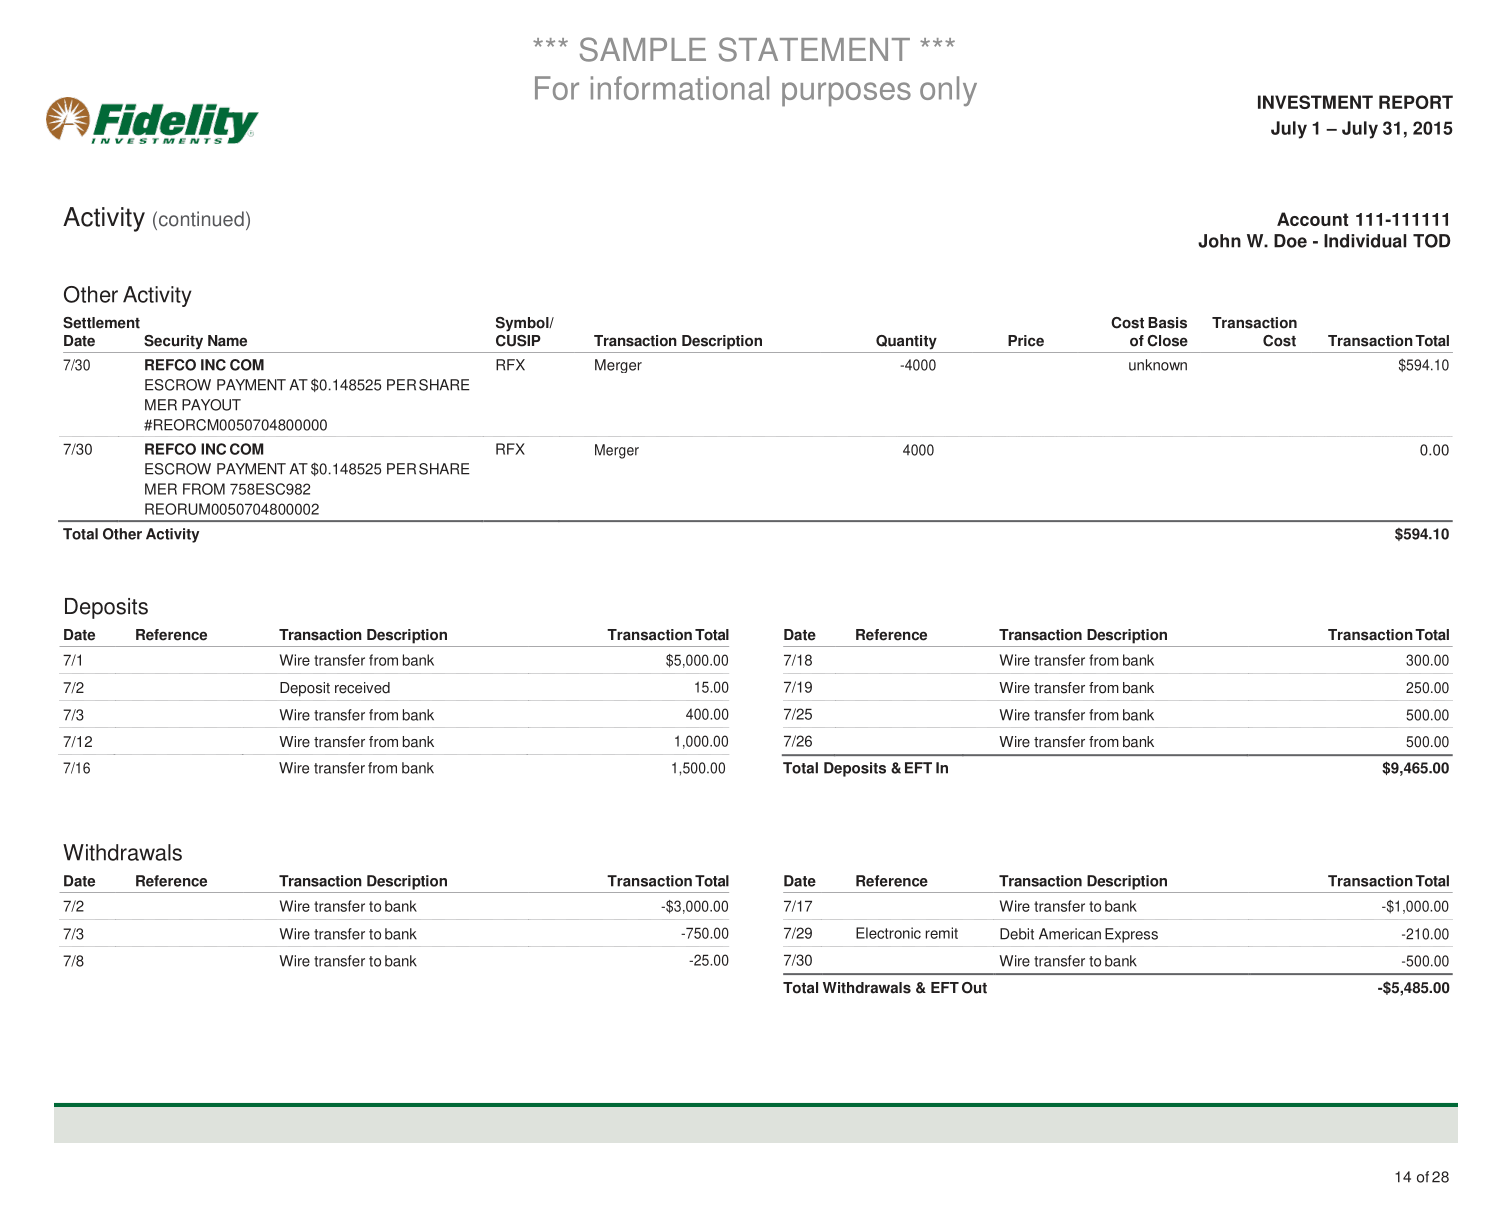 *** SAMPLE STATEMENT ***
For informational purposes only
Fidelity
INVESTMENTS
INVESTMENT REPORT
July 1 – July 31, 2015
Activity (continued)
Account 111-111111
John W. Doe - Individual TOD
Other Activity
Settlement Symbol/ Cost Basis Transaction
Date Security Name CUSIP Transaction Description Quantity Price of Close Cost Transaction Total
7/30 REFCO INC COM RFX Merger -4000 unknown $594.10
ESCROW PAYMENT AT $0.148525 PER SHARE
MER PAYOUT
#REORCM0050704800000
7/30 REFCO INC COM RFX Merger 4000 0.00
ESCROW PAYMENT AT $0.148525 PER SHARE
MER FROM 758ESC982
REORUM0050704800002
Total Other Activity $594.10
Deposits
Date Reference Transaction Description Transaction Total
7/1 Wire transfer from bank $5,000.00
7/2 Deposit received 15.00
7/3 Wire transfer from bank 400.00
7/12 Wire transfer from bank 1,000.00
7/16 Wire transfer from bank 1,500.00
Date Reference Transaction Description Transaction Total
7/18 Wire transfer from bank 300.00
7/19 Wire transfer from bank 250.00
7/25 Wire transfer from bank 500.00
7/26 Wire transfer from bank 500.00
Total Deposits & EFT In $9,465.00
Withdrawals
Date Reference Transaction Description Transaction Total
7/2 Wire transfer to bank -$3,000.00
7/3 Wire transfer to bank -750.00
7/8 Wire transfer to bank -25.00
Date Reference Transaction Description Transaction Total
7/17 Wire transfer to bank -$1,000.00
7/29 Electronic remit Debit American Express -210.00
7/30 Wire transfer to bank -500.00
Total Withdrawals & EFT Out -$5,485.00
14 of 28